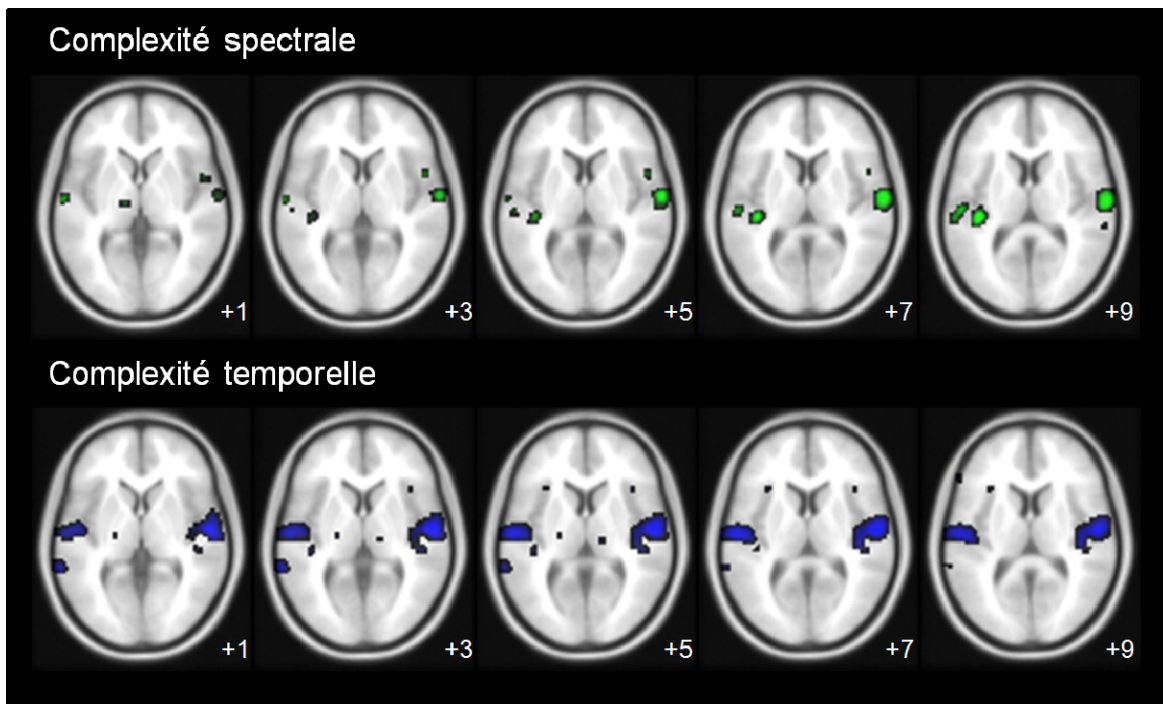 Complexité spectrale
+1 +3 +5 +7 +9
Complexité temporelle
+1 +3 +5 +7 +9